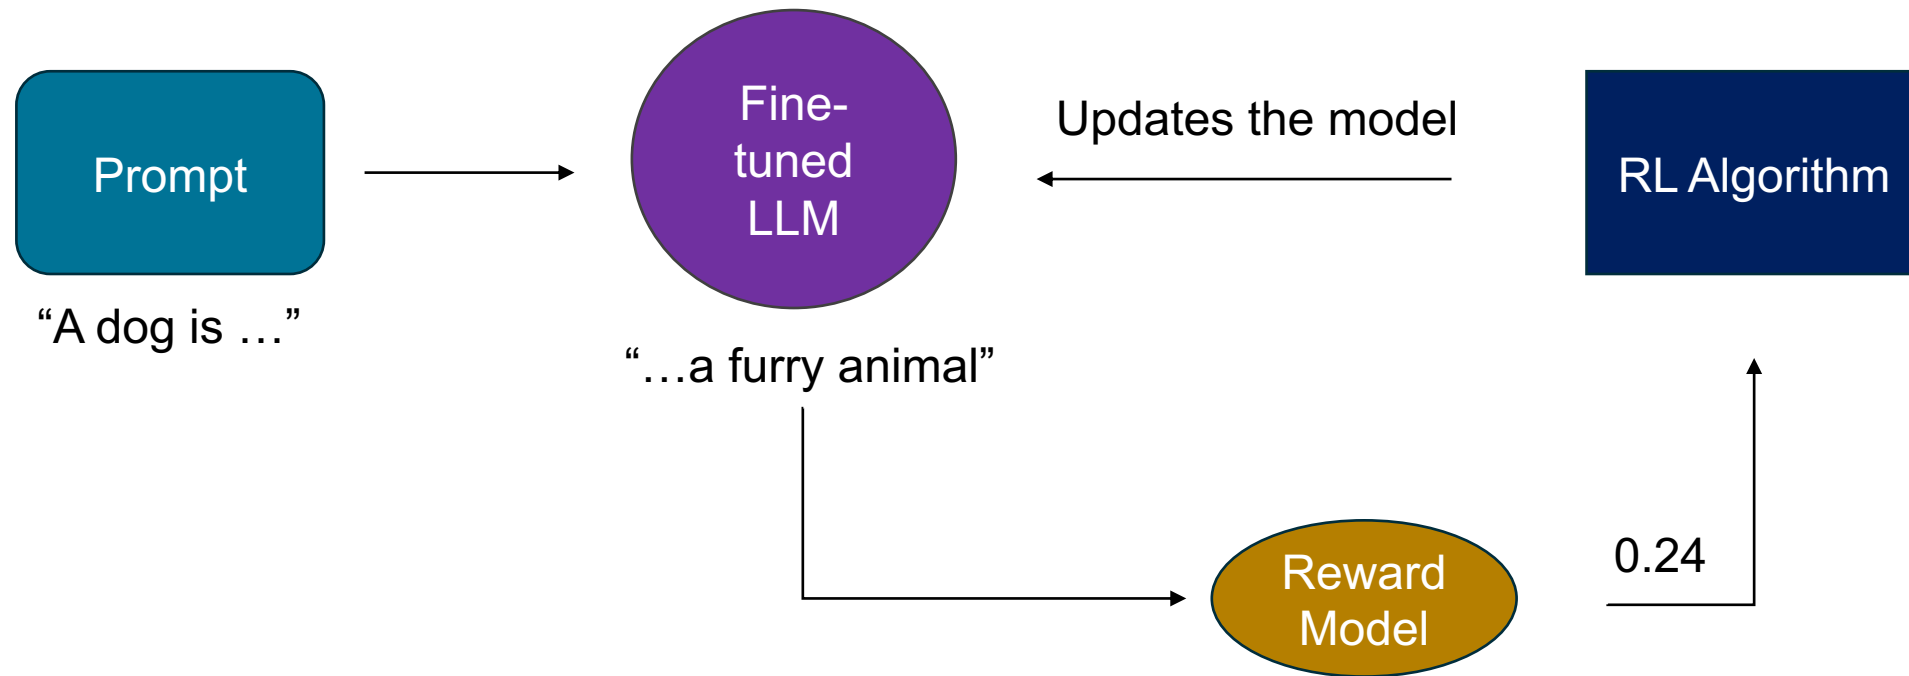 Prompt
“A dog is …”
Fine-
tuned
LLM
“…a furry animal”
Updates the model
RL Algorithm
Reward
Model
0.24